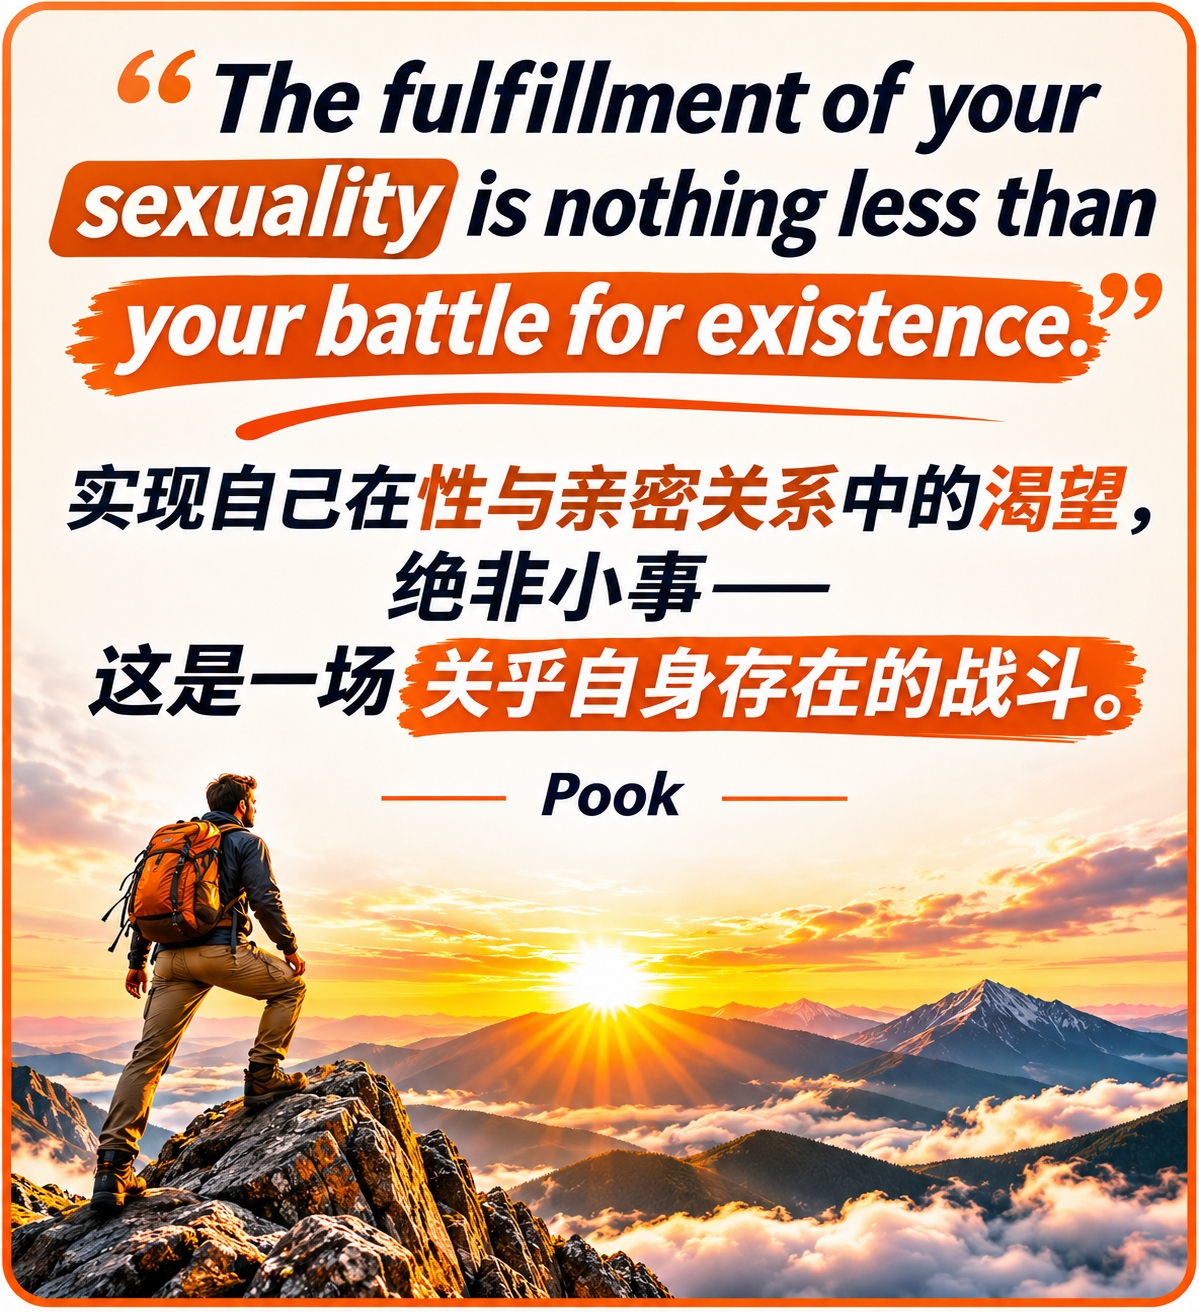 “The fulfillment of your
sexuality is nothing less than
your battle for existence.”
实现自己在性与亲密关系中的渴望，
绝非小事——
这是一场关乎自身存在的战斗。
Pook